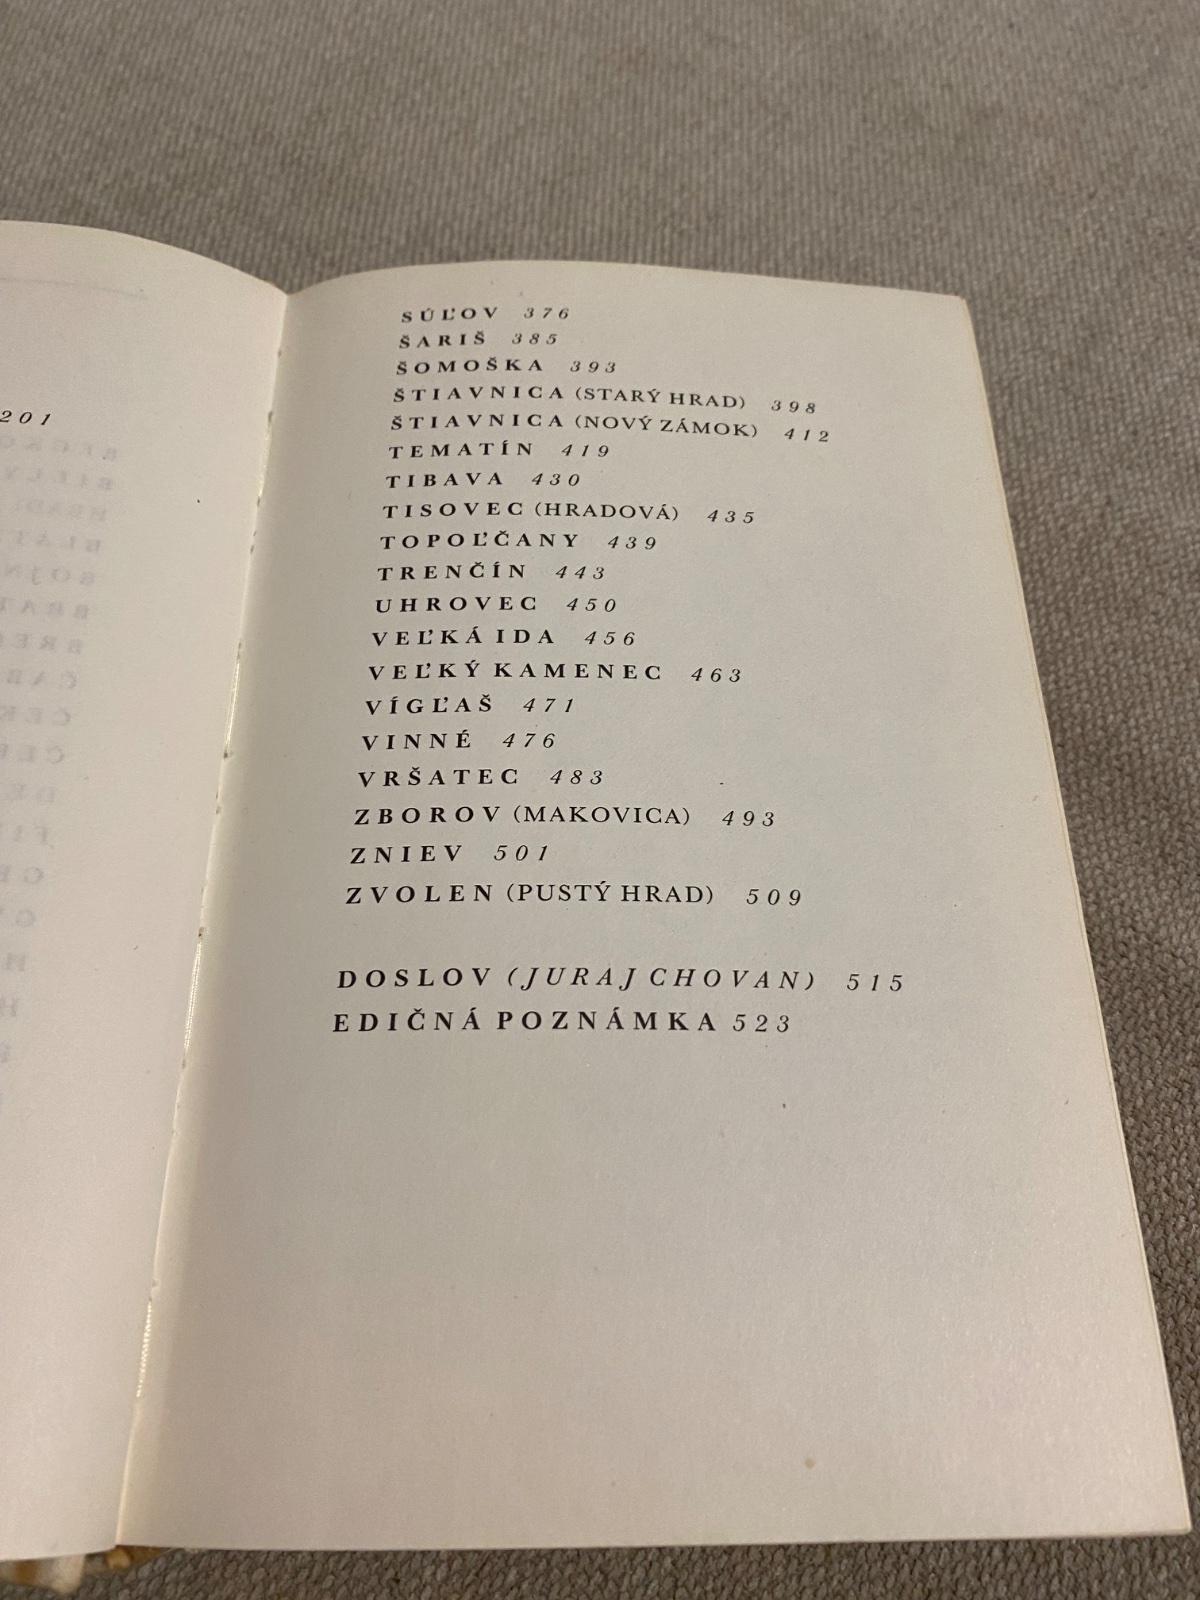 201
SÚĽOV 376
ŠARIŠ 385
ŠOMOŠKA 393
ŠTIAVNICA (STARÝ HRAD) 398
ŠTIAVNICA (NOVÝ ZÁMOK) 412
TEMATÍN 419
TIBAVA 430
TISOVEC (HRADOVÁ) 435
TOPOĽČANY 439
TRENČÍN 443
UHROVEC 450
VEĽKÁ IDA 456
VEĽKÝ KAMENEC 463
VÍGĽAŠ 471
VINNÉ 476
VRŠATEC 483
ZBOROV (MAKOVICA) 493
ZNIEV 501
ZVOLEN (PUSTÝ HRAD) 509
DOSLOV (JURAJ CHOVAN) 515
EDIČNÁ POZNÁMKA 523